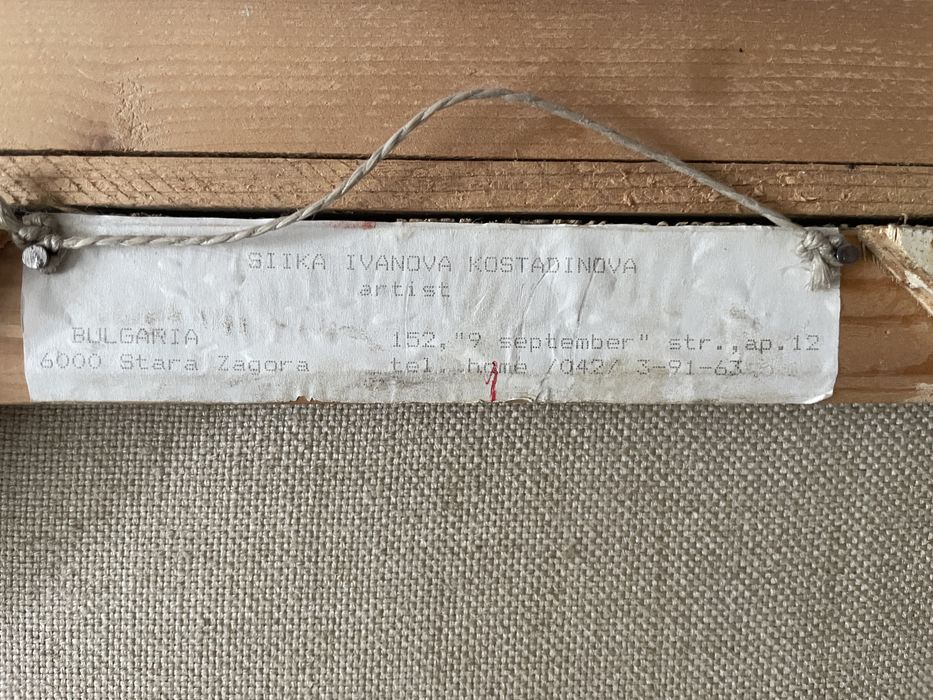 SIIKA IVANOVA KOSTADINOVA
artist
BULGARIA 152,"9 september" str.,ap.12
6000 Stara Zagora tel. home /042/ 3-91-63